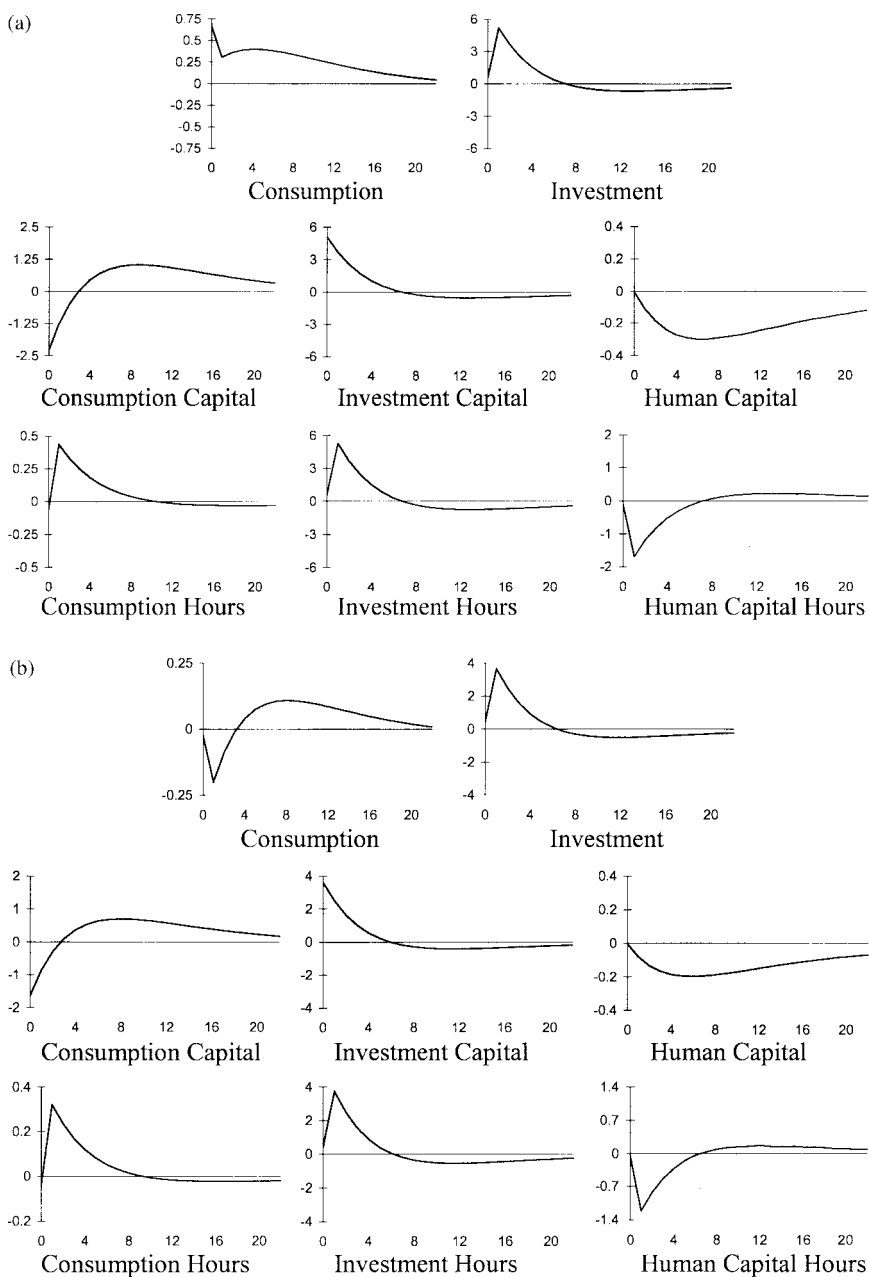 (a)
0.75
0.5
0.25
0
0.25
-0.5
-0.75
0 4 8 12 16 20
Consumption
6
3
0
-3
-6
0 4 8 12 16 20
Investment
2.5
1.25
0
-1.25
-2.5
0 4 8 12 16 20
Consumption Capital
6
3
0
-3
-6
0 4 8 12 16 20
Investment Capital
0.4
0.2
0
-0.2
-0.4
0 4 8 12 16 20
Human Capital
0.5
0.25
0
-0.25
-0.5
0 4 8 12 16 20
Consumption Hours
6
3
0
-3
-6
0 4 8 12 16 20
Investment Hours
2
1
0
-1
-2
0 4 8 12 16 20
Human Capital Hours
(b)
0.25
0
-0.25
0 4 8 12 16 20
Consumption
4
2
0
-2
-4
0 4 8 12 16 20
Investment
2
1
0
-1
-2
0 4 8 12 16 20
Consumption Capital
4
2
0
-2
-4
0 4 8 12 16 20
Investment Capital
0.4
0.2
0
-0.2
-0.4
0 4 8 12 16 20
Human Capital
0.4
0.2
0
-0.2
0 4 8 12 16 20
Consumption Hours
4
2
0
-2
-4
0 4 8 12 16 20
Investment Hours
1.4
0.7
0
-0.7
-1.4
0 4 8 12 16 20
Human Capital Hours